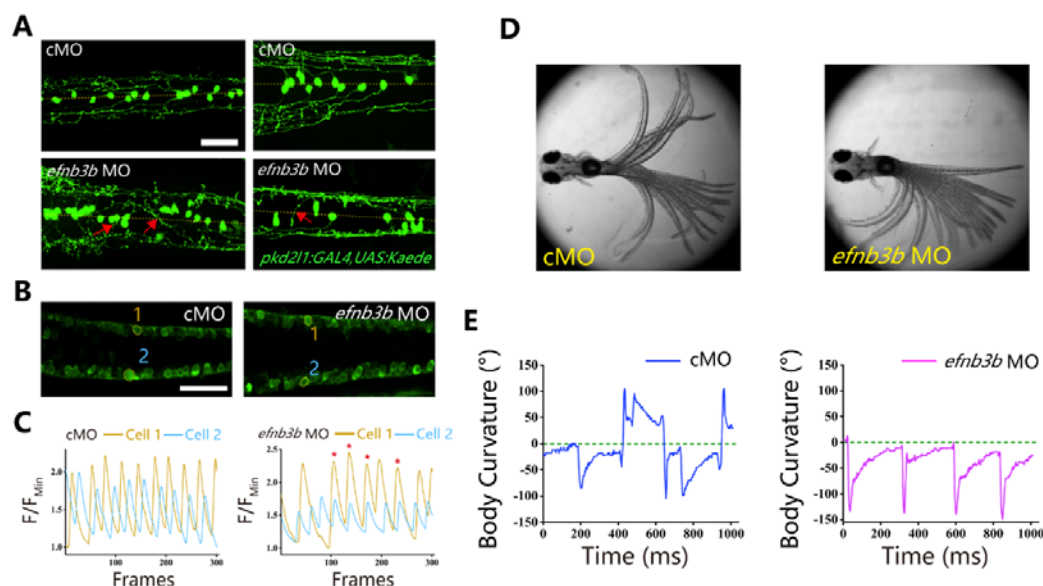 A
cMO
cMO
efnb3b MO
efnb3b MO
pkd2l1:GAL4,UAS:Kaede
B
1
cMO
2
efnb3b MO
1
2
C
cMO
Cell 1
Cell 2
F/FMin
2.0
1.5
1.0
100
200
300
Frames
efnb3b MO
Cell 1
Cell 2
* * * *
F/FMin
2.5
2.0
1.5
1.0
100
200
300
Frames
D
cMO
efnb3b MO
E
cMO
Body Curvature (°)
150
100
50
0
-50
-100
-150
0 200 400 600 800 1000
Time (ms)
efnb3b MO
Body Curvature (°)
150
100
50
0
-50
-100
-150
0 200 400 600 800 1000
Time (ms)